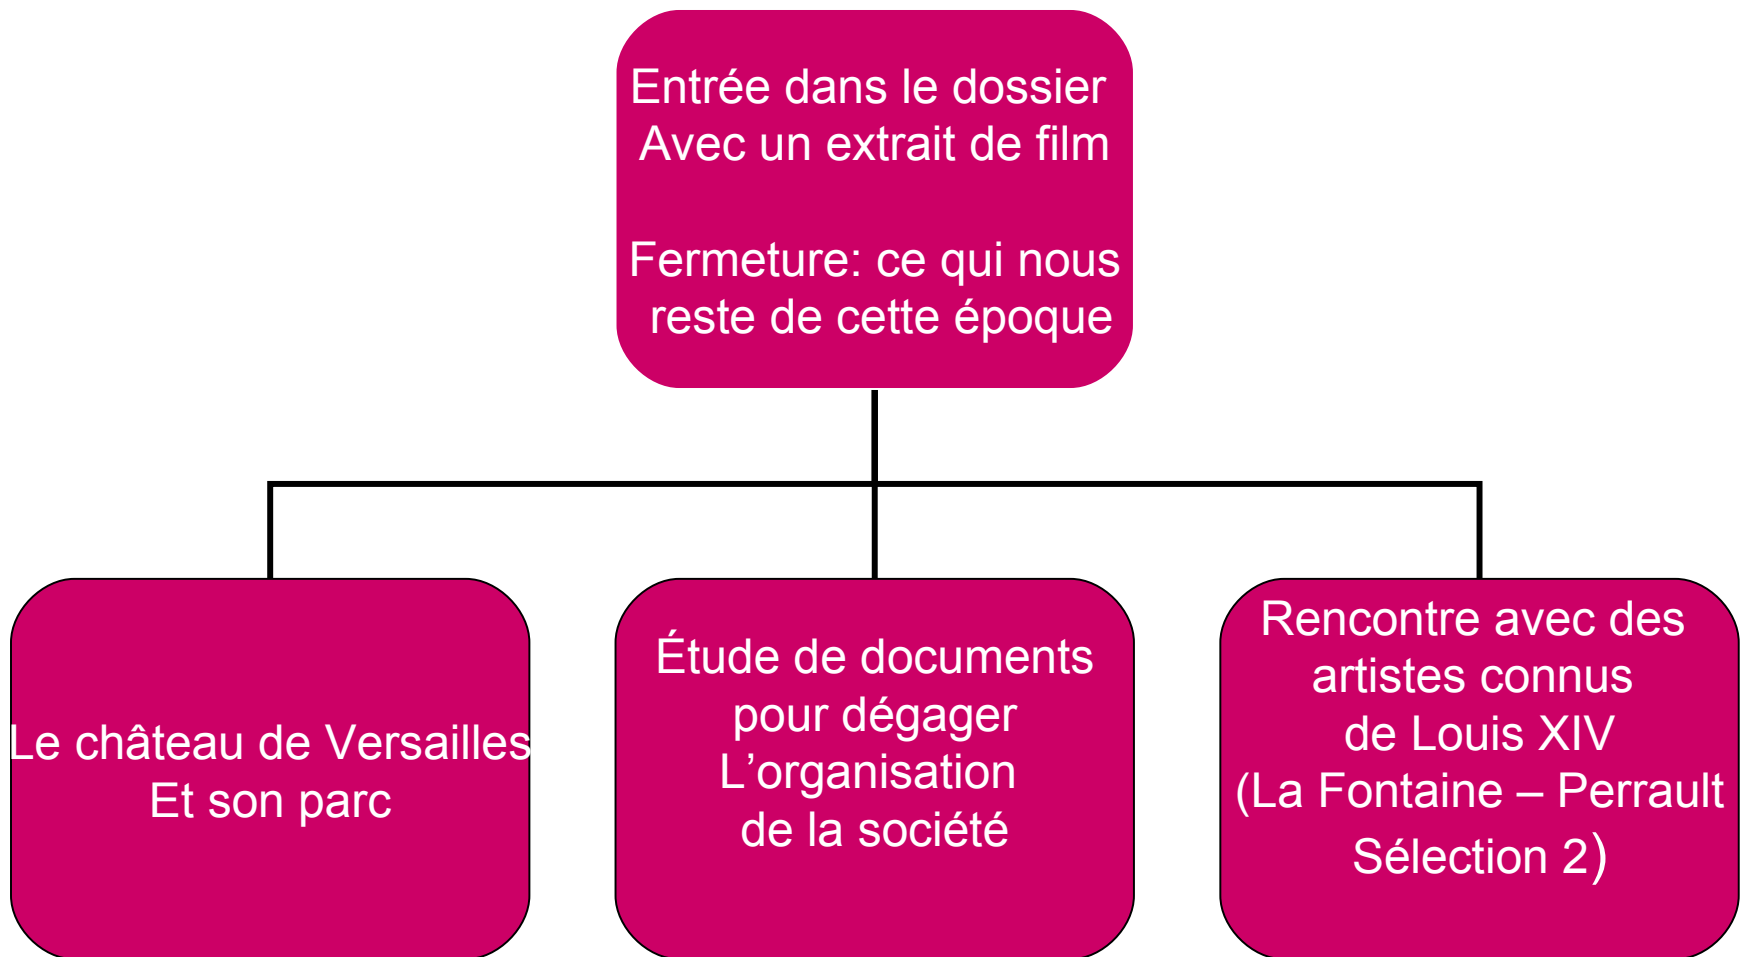 Entrée dans le dossier
Avec un extrait de film
Fermeture: ce qui nous
reste de cette époque
Le château de Versailles
Et son parc
Étude de documents
pour dégager
L’organisation
de la société
Rencontre avec des
artistes connus
de Louis XIV
(La Fontaine – Perrault
Sélection 2)